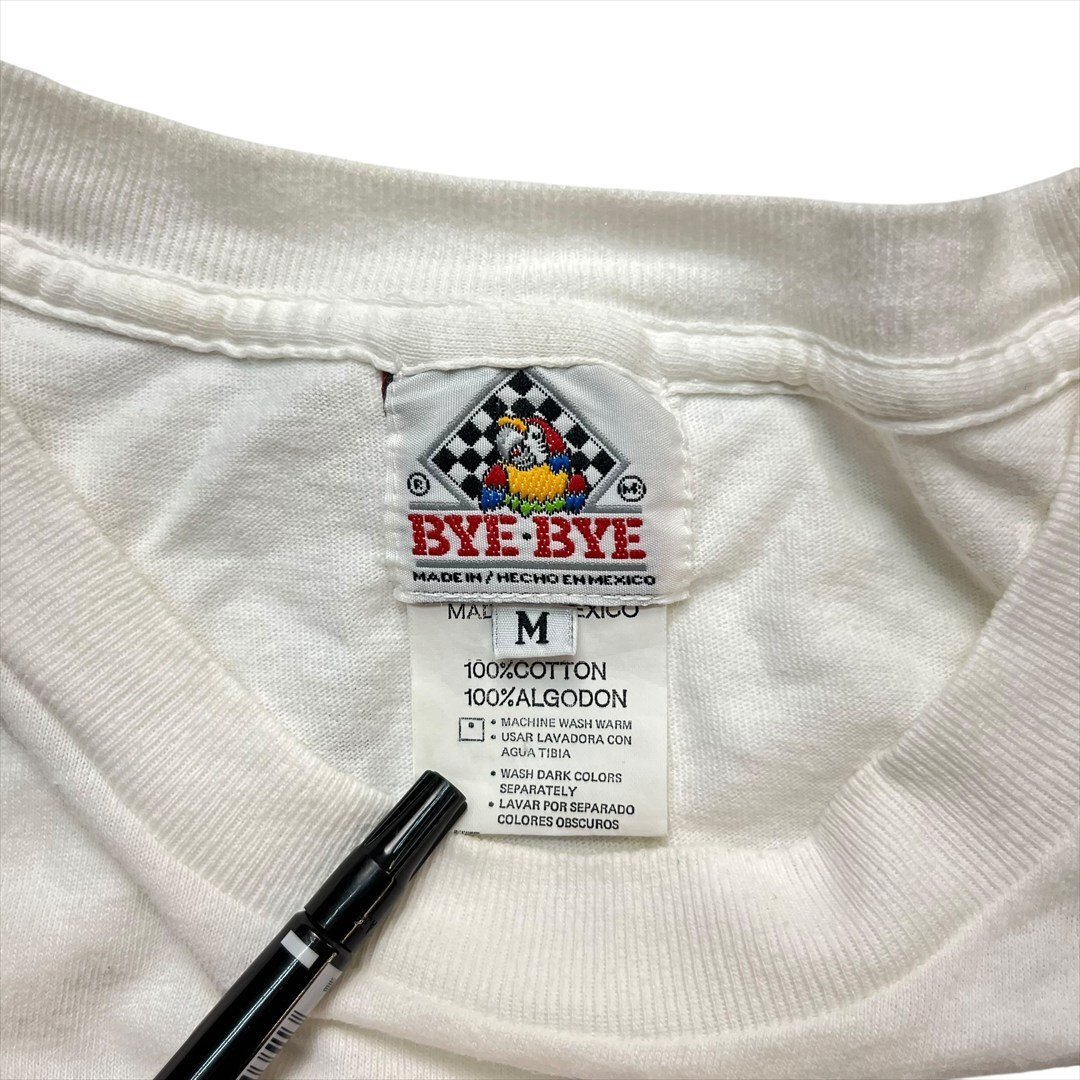 ®
BYE·BYE
MADE IN / HECHO EN MEXICO
M
100%COTTON
100%ALGODON
• MACHINE WASH WARM
• USAR LAVADORA CON
AGUA TIBIA
• WASH DARK COLORS
SEPARATELY
• LAVAR POR SEPARADO
COLORES OBSCUROS